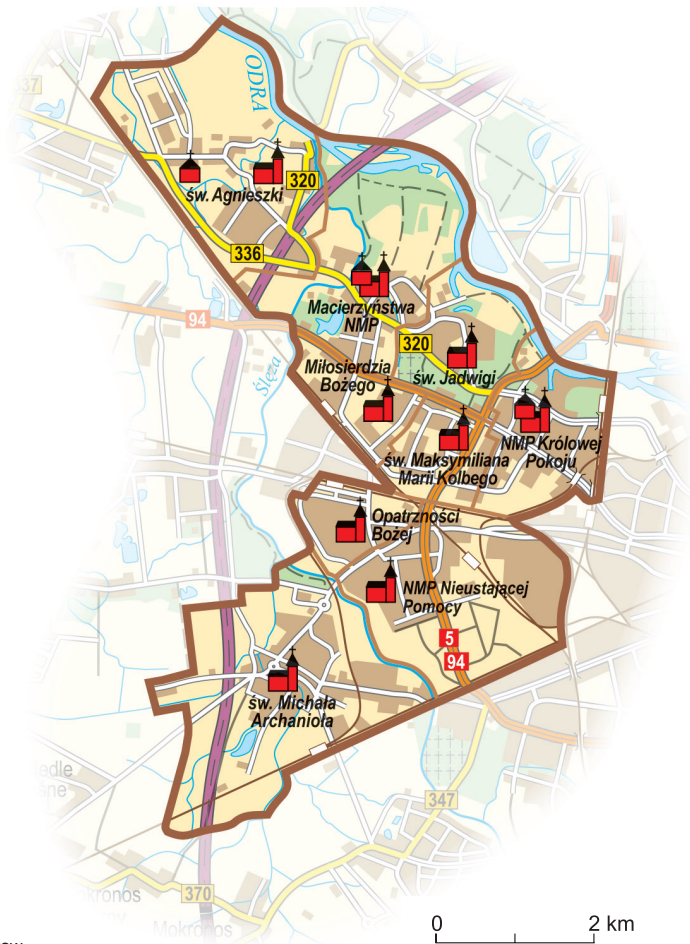 ODRA
337
320
św. Agnieszki
336
Macierzyństwa
NMP
94
320
Ślęza
Miłosierdzia
Bożego
św. Jadwigi
NMP Królowej
Pokoju
św. Maksymiliana
Marii Kolbego
Opatrzności
Bożej
NMP Nieustającej
Pomocy
5
94
św. Michała
Archanioła
347
370
Mokronos
0
2 km